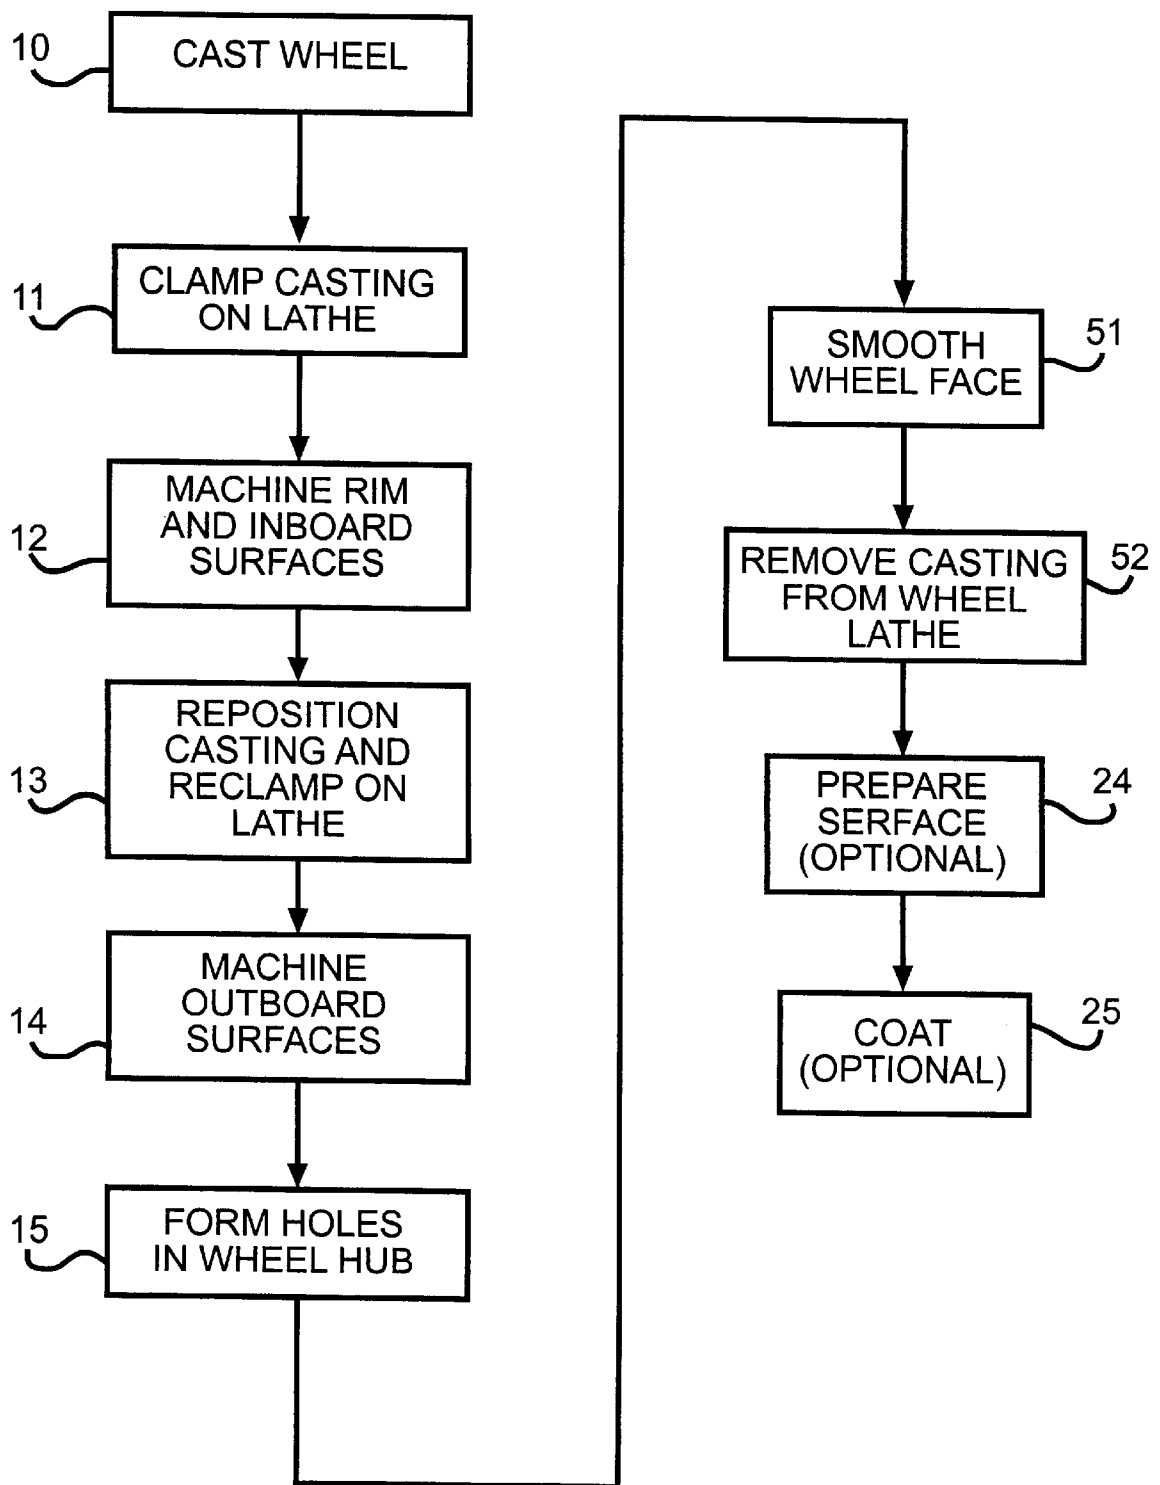 10
CAST WHEEL
11
CLAMP CASTING
ON LATHE
12
MACHINE RIM
AND INBOARD
SURFACES
13
REPOSITION
CASTING AND
RECLAMP ON
LATHE
14
MACHINE
OUTBOARD
SURFACES
15
FORM HOLES
IN WHEEL HUB
SMOOTH
WHEEL FACE
51
REMOVE CASTING
FROM WHEEL
LATHE
52
PREPARE
SERFACE
(OPTIONAL)
24
COAT
(OPTIONAL)
25